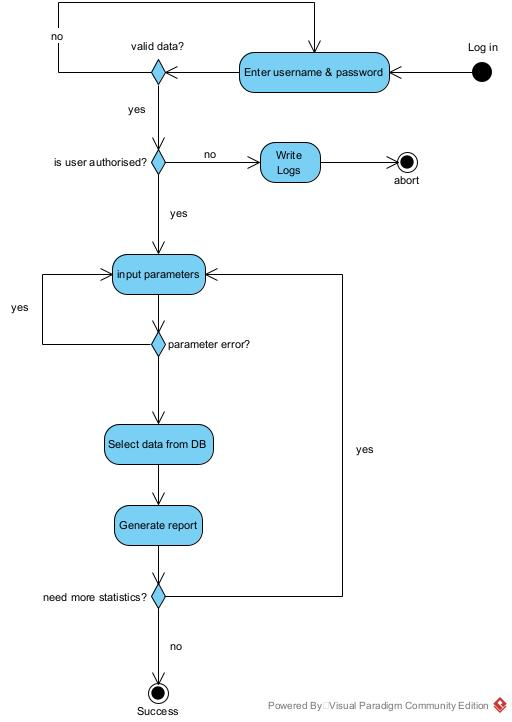 no
valid data?
Log in
Enter username & password
yes
is user authorised?
no
Write
Logs
abort
yes
input parameters
yes
parameter error?
Select data from DB
yes
Generate report
need more statistics?
no
Success
Powered By Visual Paradigm Community Edition